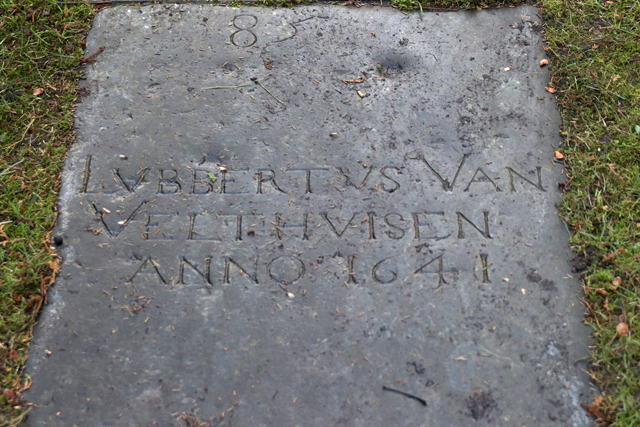 8
LVBBERTVS VAN
VELTHVISEN
ANNO 1641